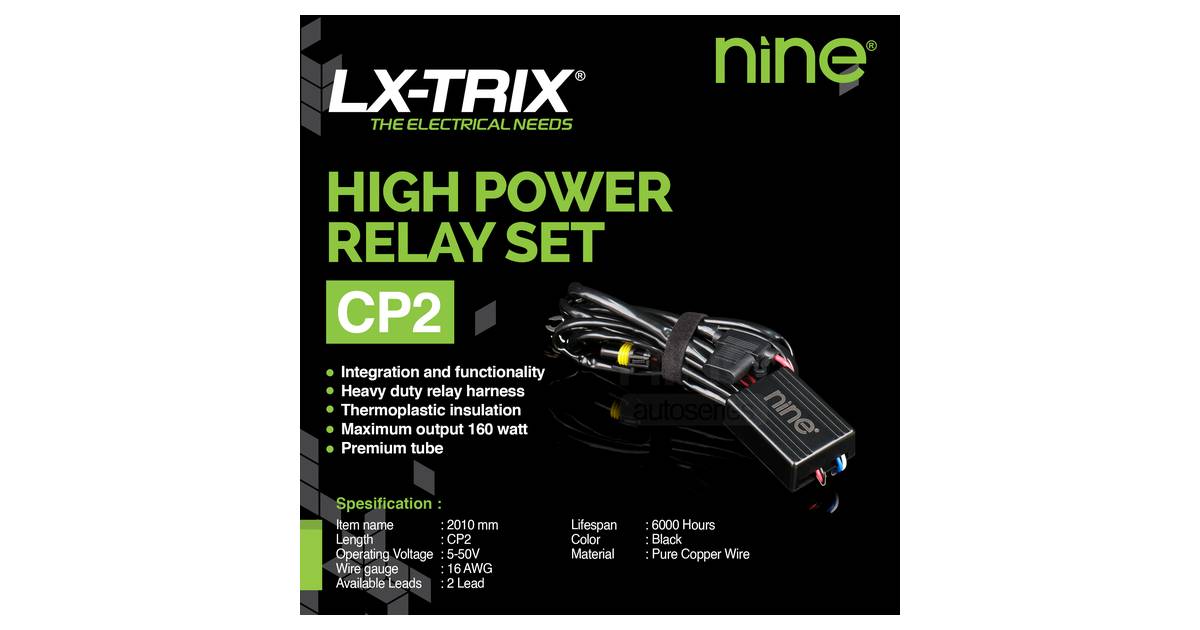 nine®
LX-TRIX®
THE ELECTRICAL NEEDS
HIGH POWER
RELAY SET
CP2
Integration and functionality
Heavy duty relay harness
Thermoplastic insulation
Maximum output 160 watt
Premium tube
nine
Spesification :
Item name : 2010 mm
Length : CP2
Operating Voltage : 5-50V
Wire gauge : 16 AWG
Available Leads : 2 Lead
Lifespan : 6000 Hours
Color : Black
Material : Pure Copper Wire